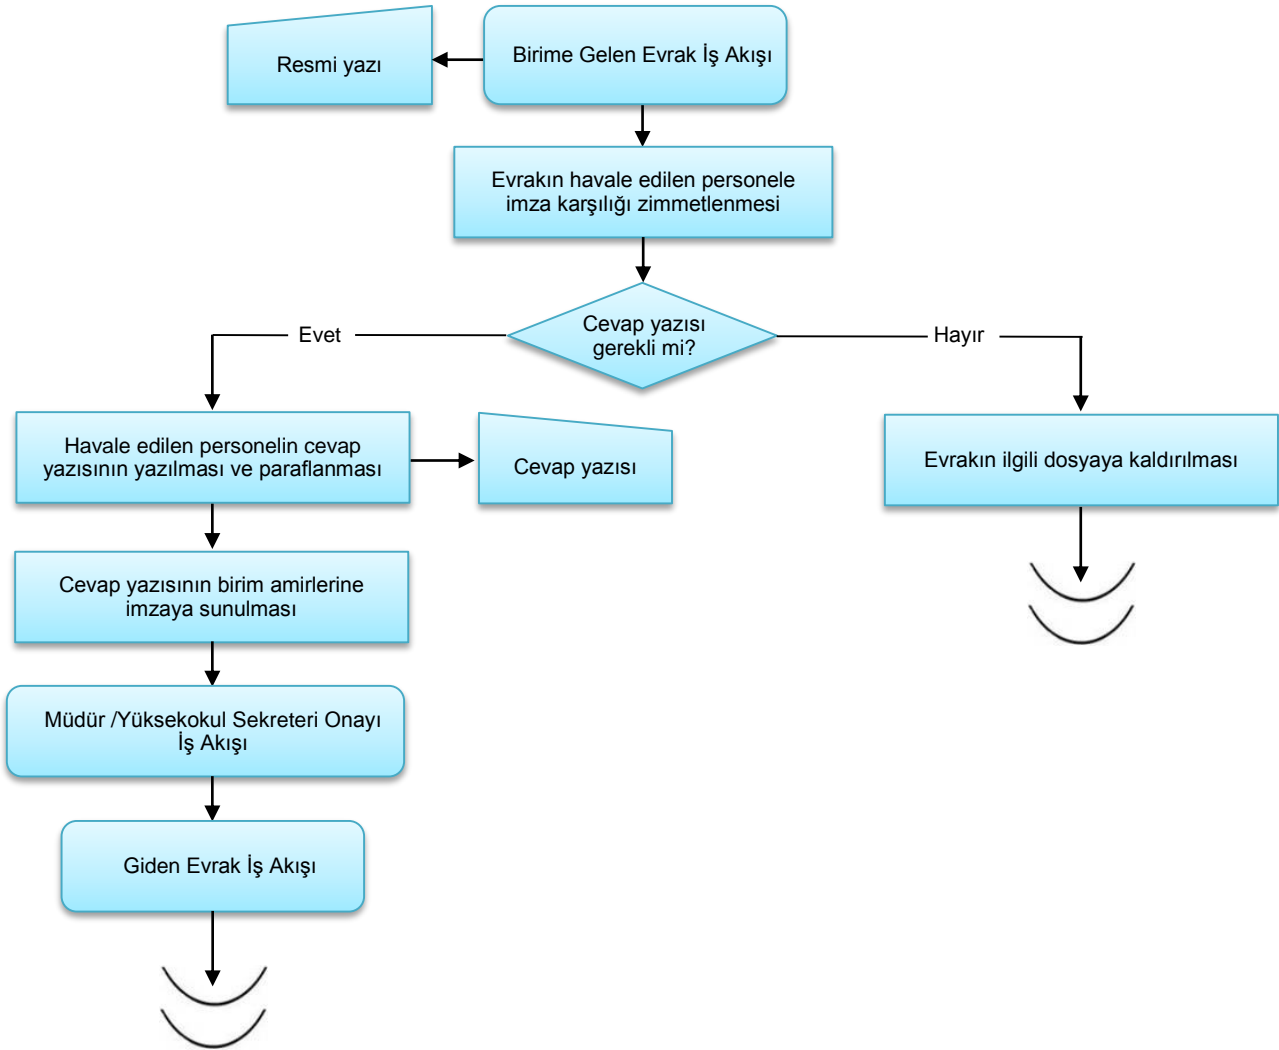 Resmi yazı
Birime Gelen Evrak İş Akışı
Evrakın havale edilen personele
imza karşılığı zimmetlenmesi
Cevap yazısı
gerekli mi?
Evet
Hayır
Havale edilen personelin cevap
yazısının yazılması ve paraflanması
Cevap yazısı
Evrakın ilgili dosyaya kaldırılması
Cevap yazısının birim amirlerine
imzaya sunulması
Müdür /Yüksekokul Sekreteri Onayı
İş Akışı
Giden Evrak İş Akışı